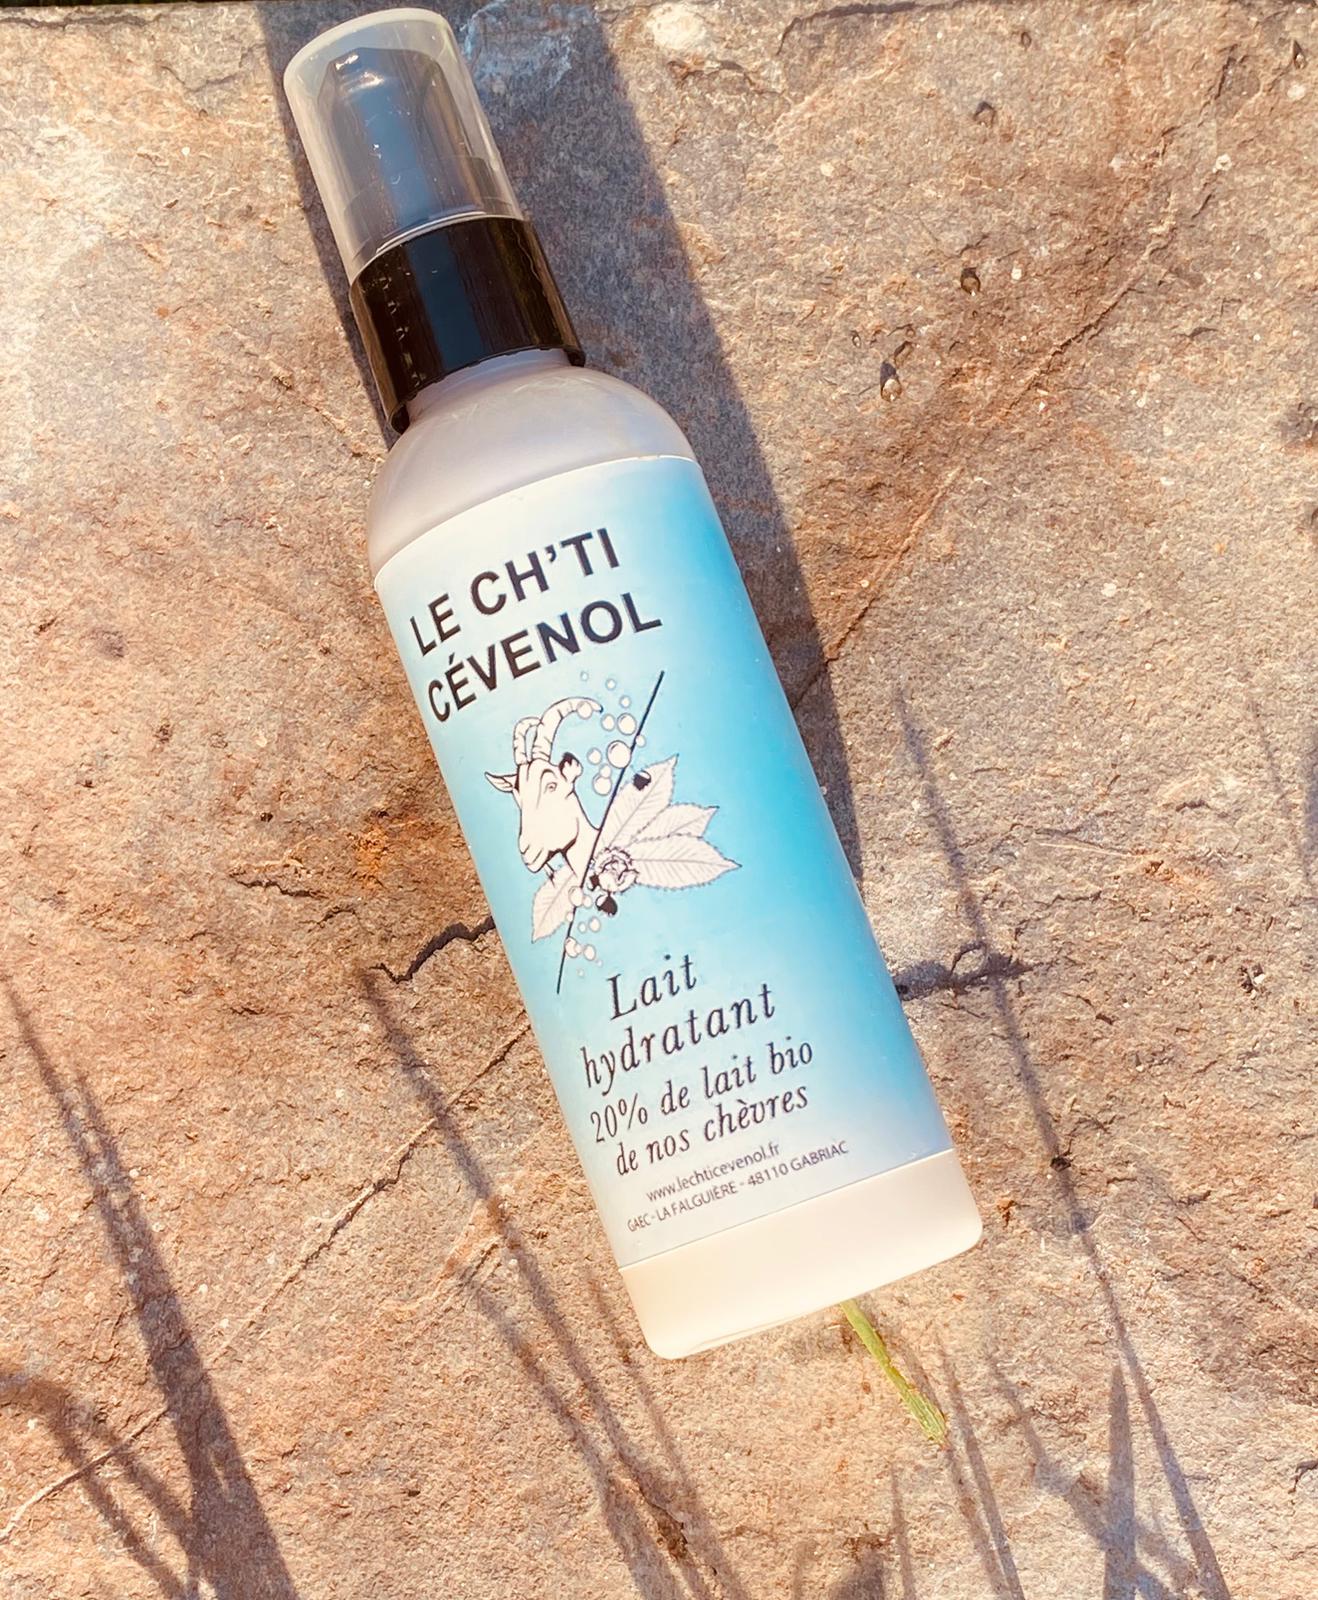 LE CH'TI
CÉVENOL
Lait
hydratant
20% de lait bio
de nos chèvres
www.lechticevenol.fr
GAEC - LA FALGUIÈRE - 48110 GABRIAC